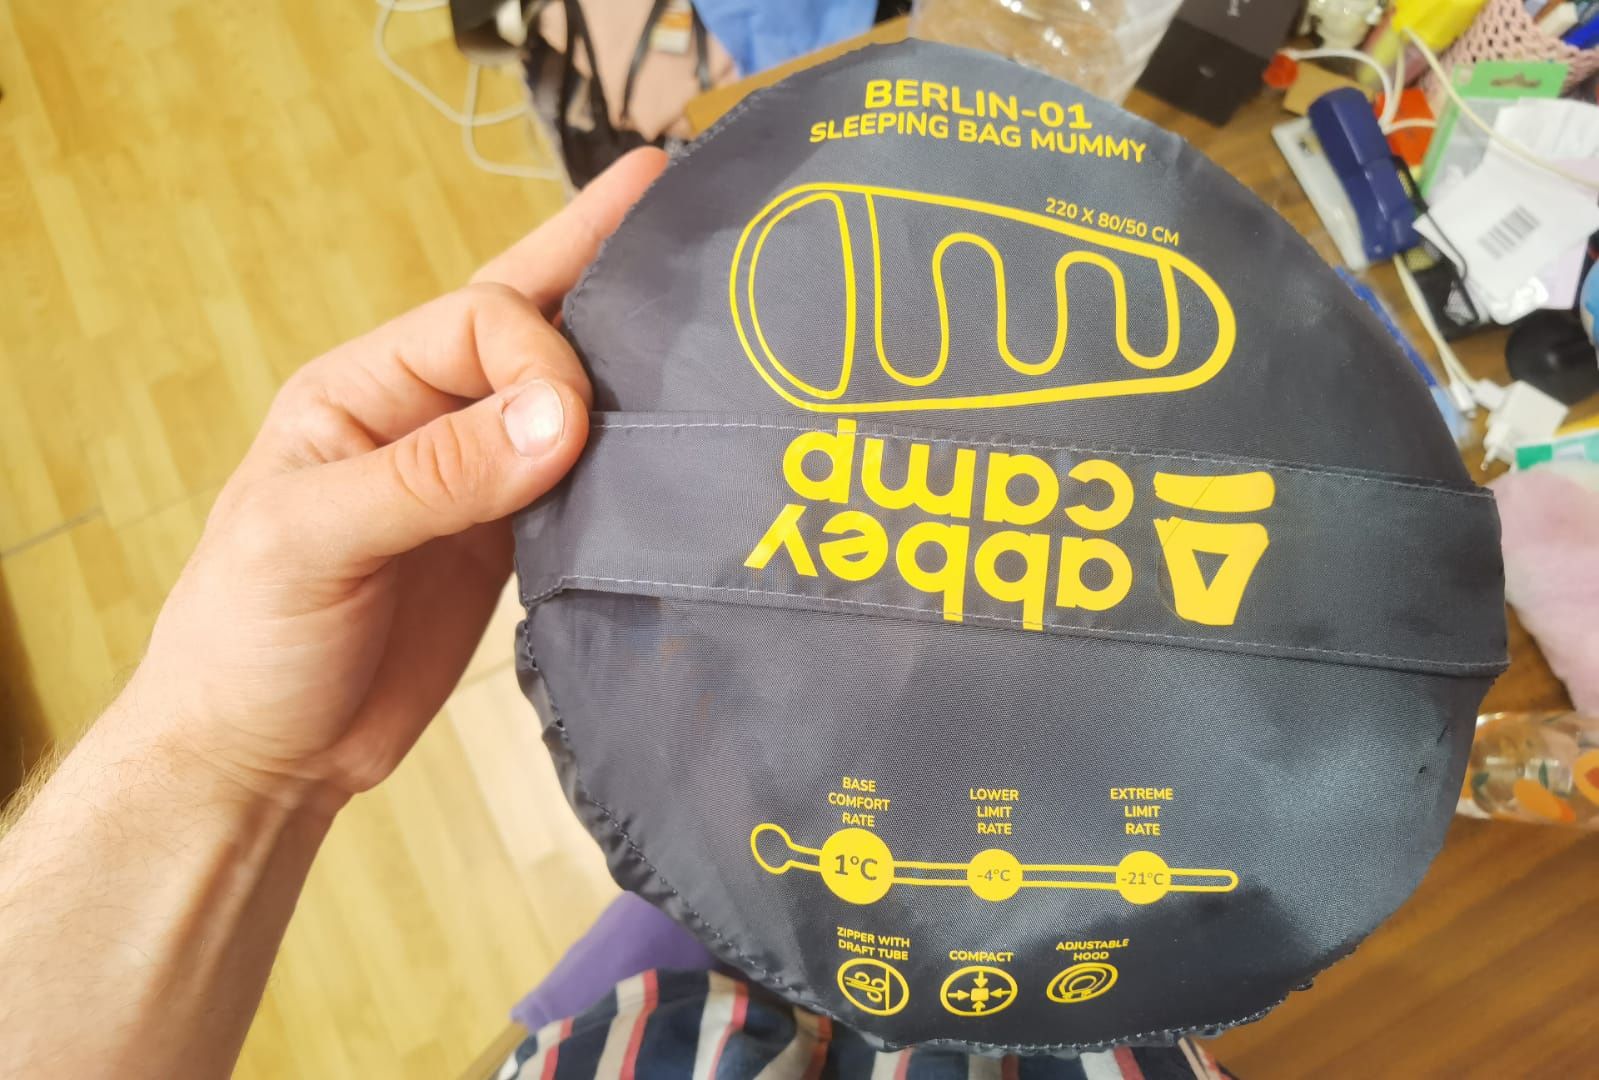 BERLIN-01
SLEEPING BAG MUMMY
220 X 80/50 CM
abbey
camp
BASE
COMFORT
RATE
1°C
LOWER
LIMIT
RATE
-4°C
EXTREME
LIMIT
RATE
-21°C
ZIPPER WITH
DRAFT TUBE
COMPACT
ADJUSTABLE
HOOD